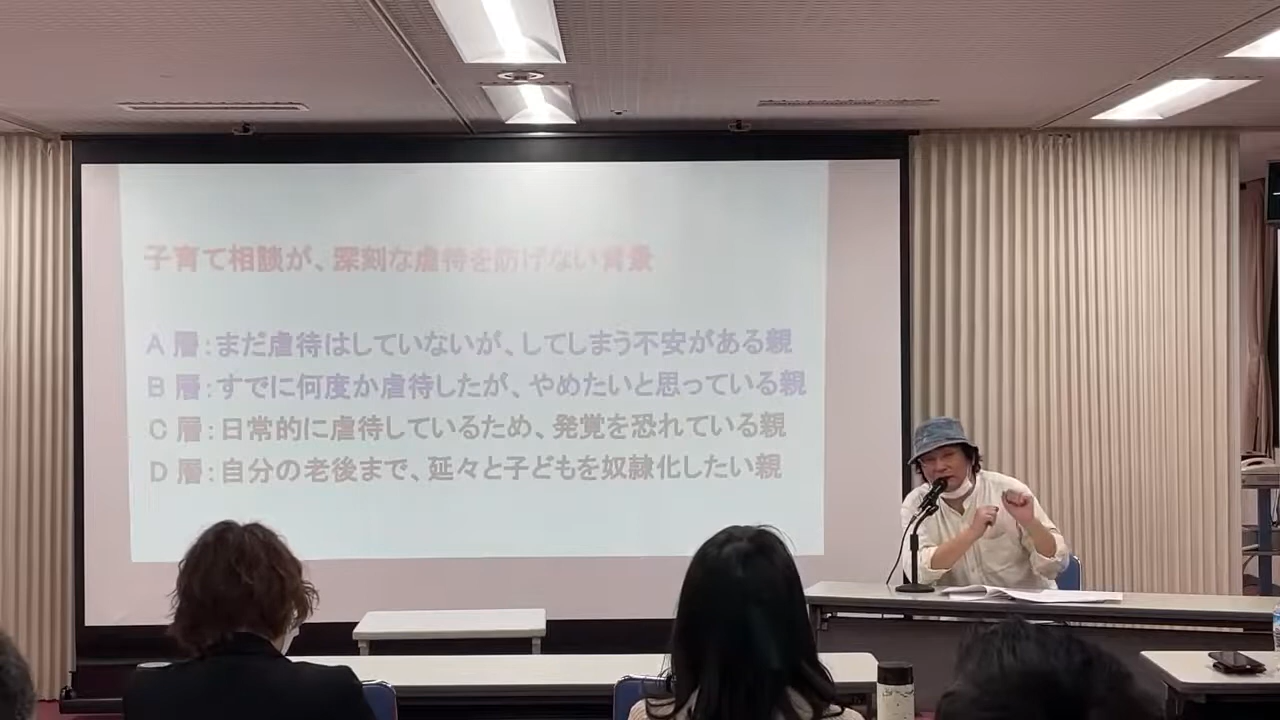 子育て相談が、深刻な虐待を防げない背景
A 層：まだ虐待はしていないが、してしまう不安がある親
B 層：すでに何度か虐待したが、やめたいと思っている親
C 層：日常的に虐待しているため、発覚を恐れている親
D 層：自分の老後まで、延々と子どもを奴隷化したい親